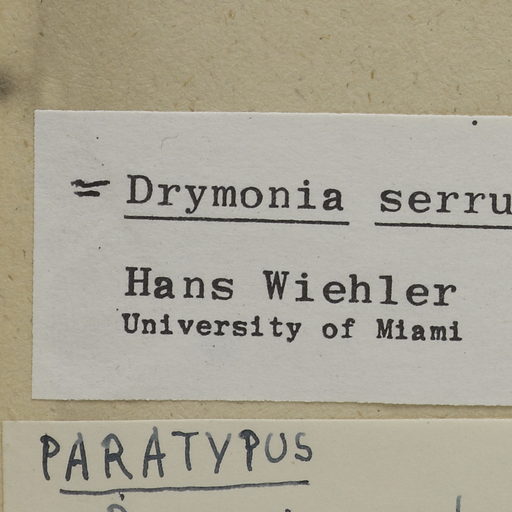 = Drymonia serru
Hans Wiehler
University of Miami
PARATYPUS